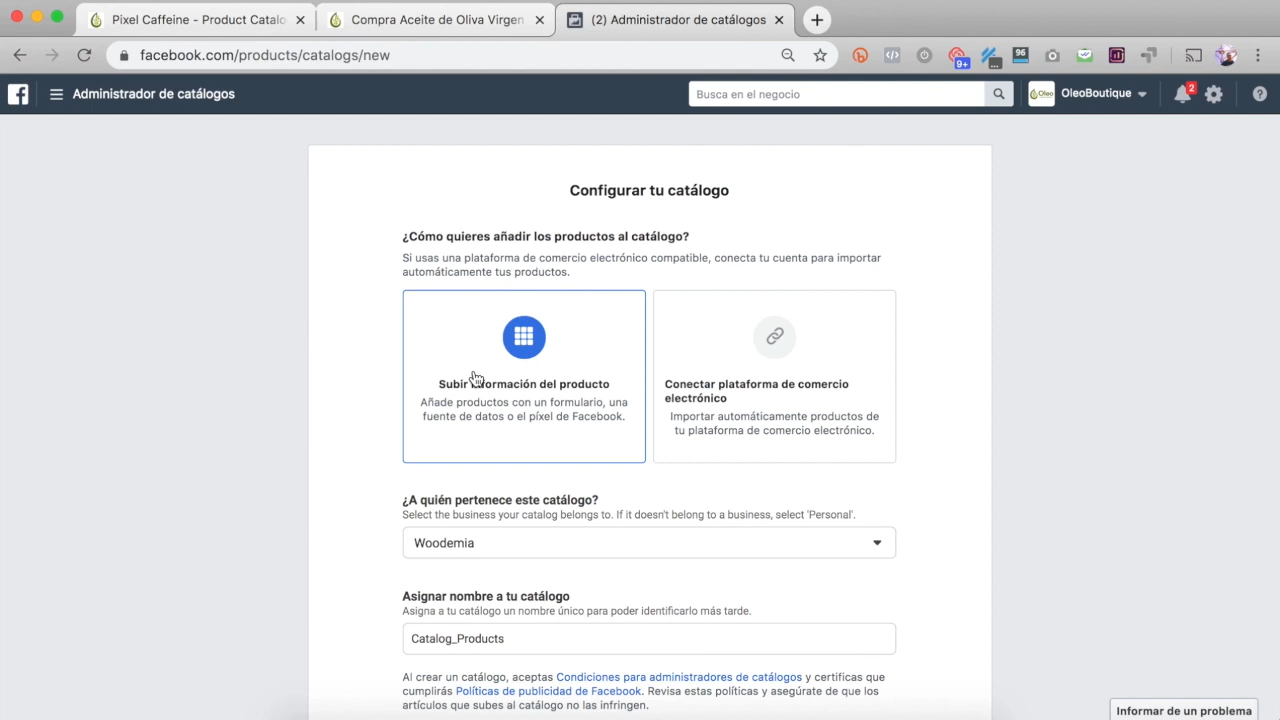 Pixel Caffeine - Product Catalo
Compra Aceite de Oliva Virgen
(2) Administrador de catálogos
facebook.com/products/catalogs/new
9+
96
Administrador de catálogos
Busca en el negocio
Oleo
OleoBoutique
2
Configurar tu catálogo
¿Cómo quieres añadir los productos al catálogo?
Si usas una plataforma de comercio electrónico compatible, conecta tu cuenta para importar
automáticamente tus productos.
Subir información del producto
Añade productos con un formulario, una
fuente de datos o el píxel de Facebook.
Conectar plataforma de comercio
electrónico
Importar automáticamente productos de
tu plataforma de comercio electrónico.
¿A quién pertenece este catálogo?
Select the business your catalog belongs to. If it doesn't belong to a business, select 'Personal'.
Woodemia
Asignar nombre a tu catálogo
Asigna a tu catálogo un nombre único para poder identificarlo más tarde.
Catalog_Products
Al crear un catálogo, aceptas Condiciones para administradores de catálogos y certificas que
cumplirás Políticas de publicidad de Facebook. Revisa estas políticas y asegúrate de que los
artículos que subes al catálogo no las infringen.
Informar de un problema